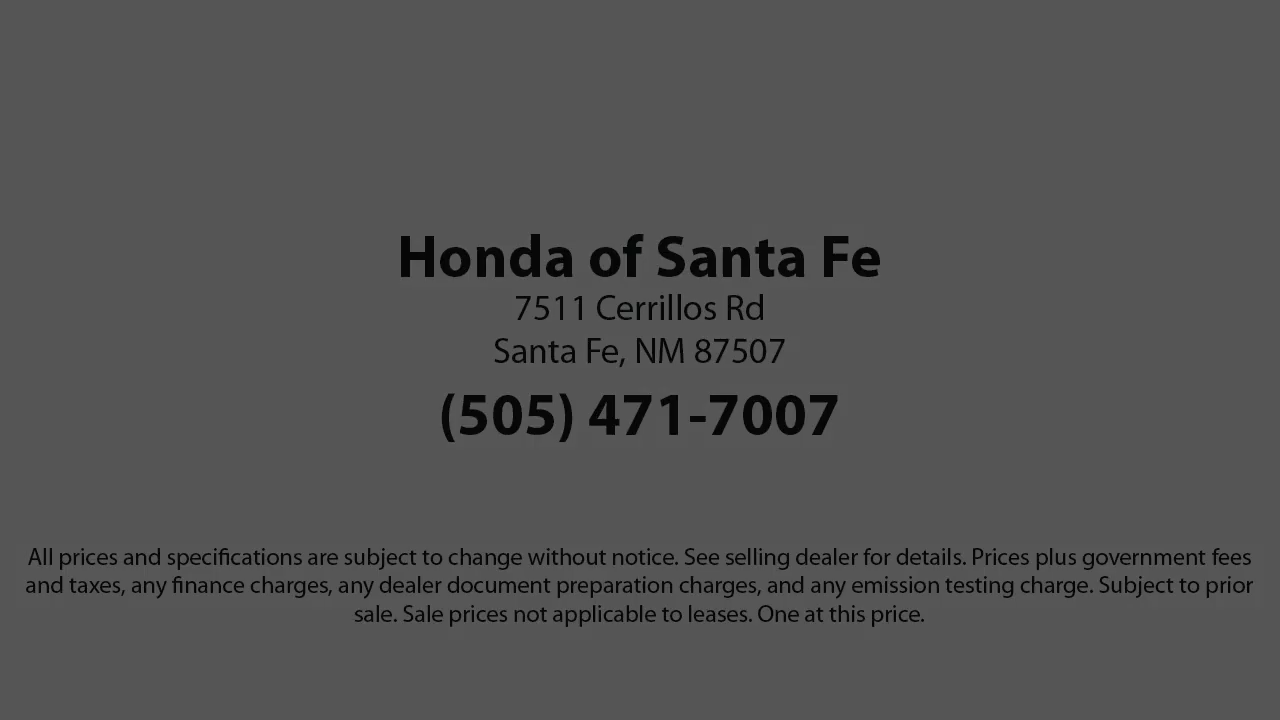 Honda of Santa Fe
7511 Cerrillos Rd
Santa Fe, NM 87507
(505) 471-7007
All prices and specifications are subject to change without notice. See selling dealer for details. Prices plus government fees
and taxes, any finance charges, any dealer document preparation charges, and any emission testing charge. Subject to prior
sale. Sale prices not applicable to leases. One at this price.